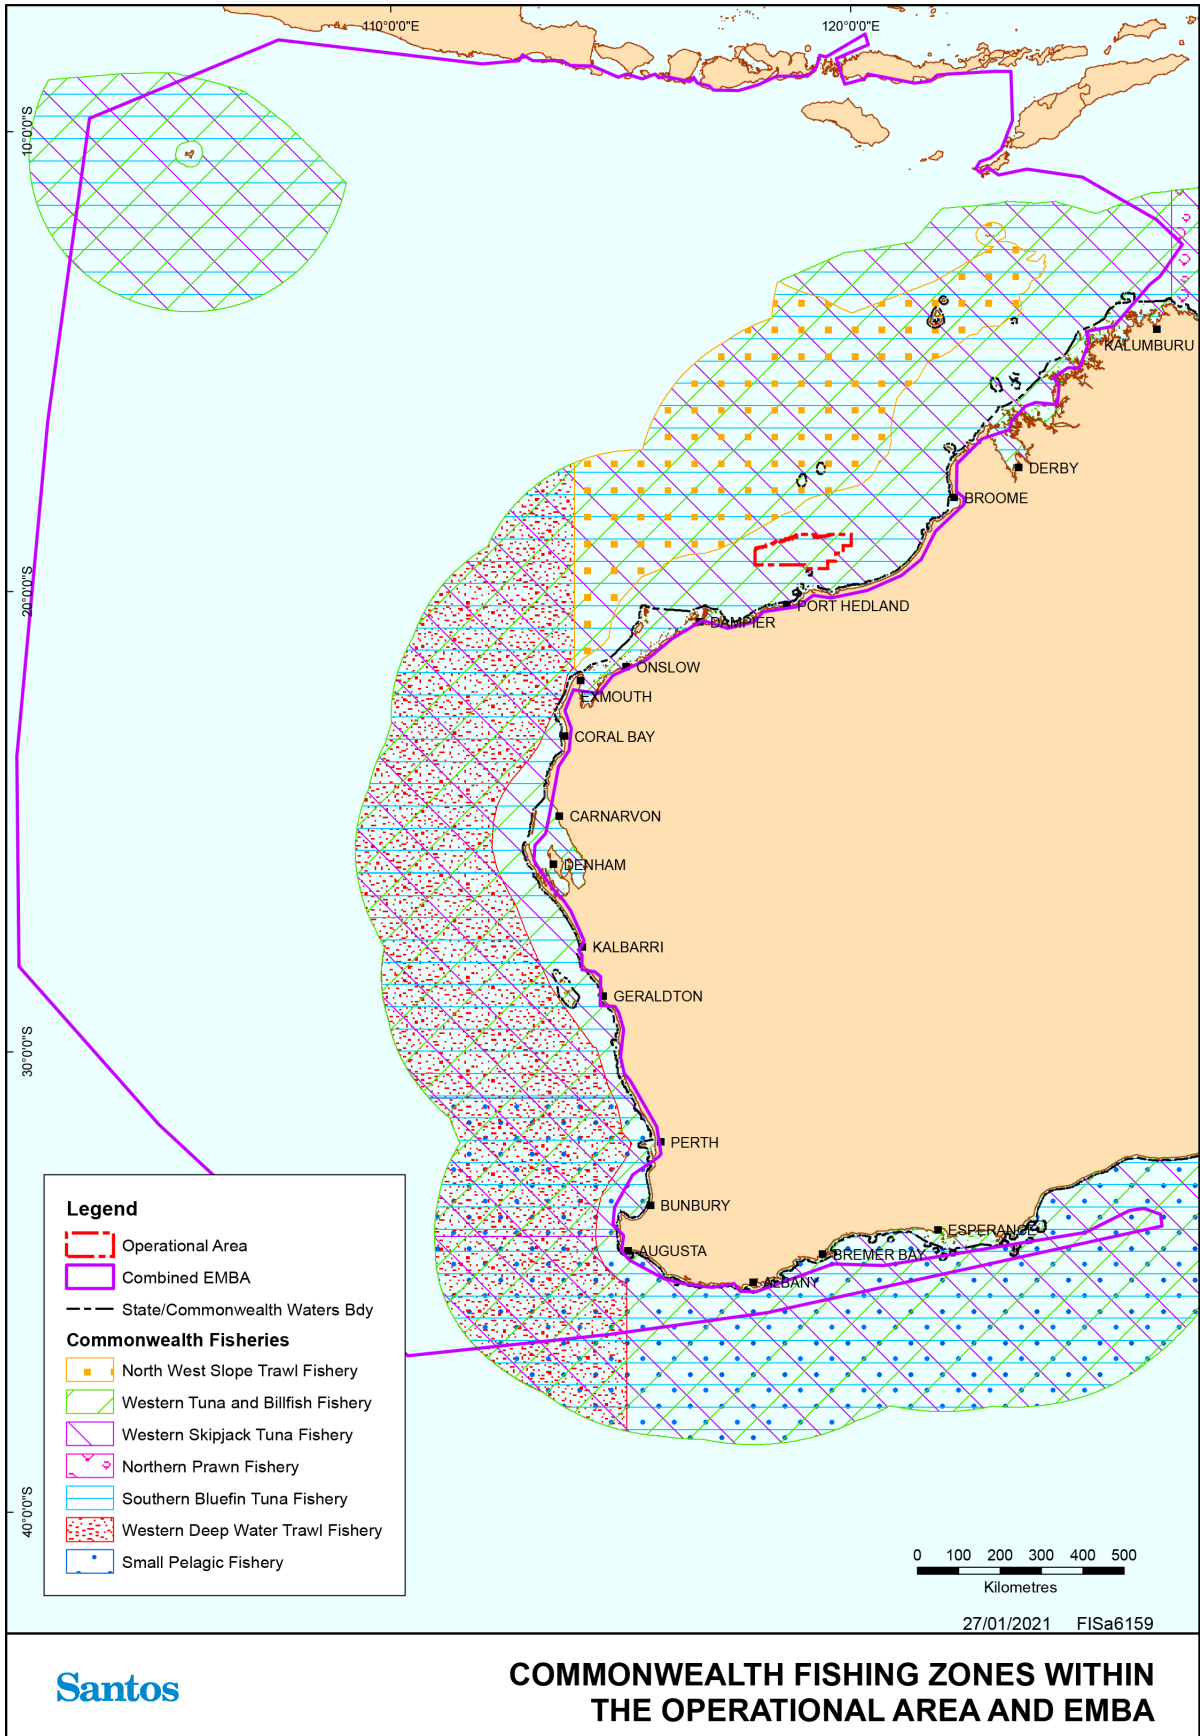 110°0'0"E
120°0'0"E
10°0'0"S
20°0'0"S
30°0'0"S
40°0'0"S
KALUMBURU
DERBY
BROOME
PORT HEDLAND
DAMPIER
ONSLOW
EXMOUTH
CORAL BAY
CARNARVON
DENHAM
KALBARRI
GERALDTON
PERTH
BUNBURY
AUGUSTA
ESPERANCE
BREMER BAY
ALBANY
Legend
Operational Area
Combined EMBA
State/Commonwealth Waters Bdy
Commonwealth Fisheries
North West Slope Trawl Fishery
Western Tuna and Billfish Fishery
Western Skipjack Tuna Fishery
Northern Prawn Fishery
Southern Bluefin Tuna Fishery
Western Deep Water Trawl Fishery
Small Pelagic Fishery
0 100 200 300 400 500
Kilometres
27/01/2021 FISa6159
Santos
COMMONWEALTH FISHING ZONES WITHIN
THE OPERATIONAL AREA AND EMBA